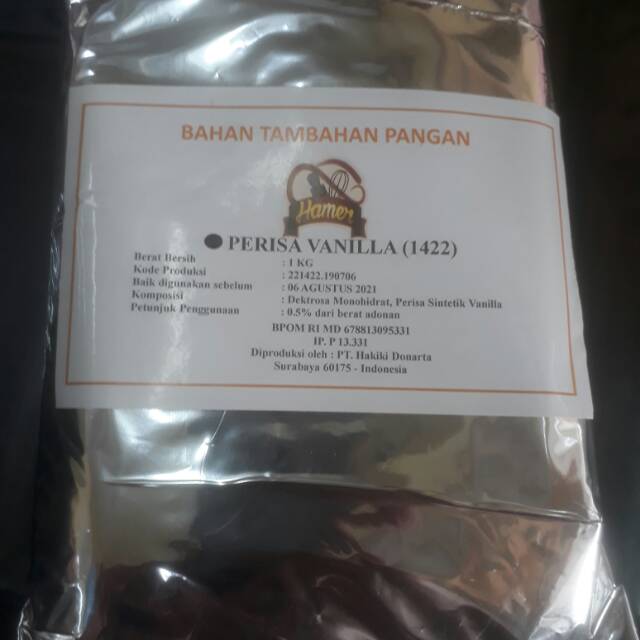 BAHAN TAMBAHAN PANGAN
Hamer
PERISA VANILLA (1422)
Berat Bersih : 1 KG
Kode Produksi : 221422.190706
Baik digunakan sebelum : 06 AGUSTUS 2021
Komposisi : Dektrosa Monohidrat, Perisa Sintetik Vanilla
Petunjuk Penggunaan : 0.5% dari berat adonan
BPOM RI MD 678813095331
IP. P 13.331
Diproduksi oleh : PT. Hakiki Donarta
Surabaya 60175 - Indonesia